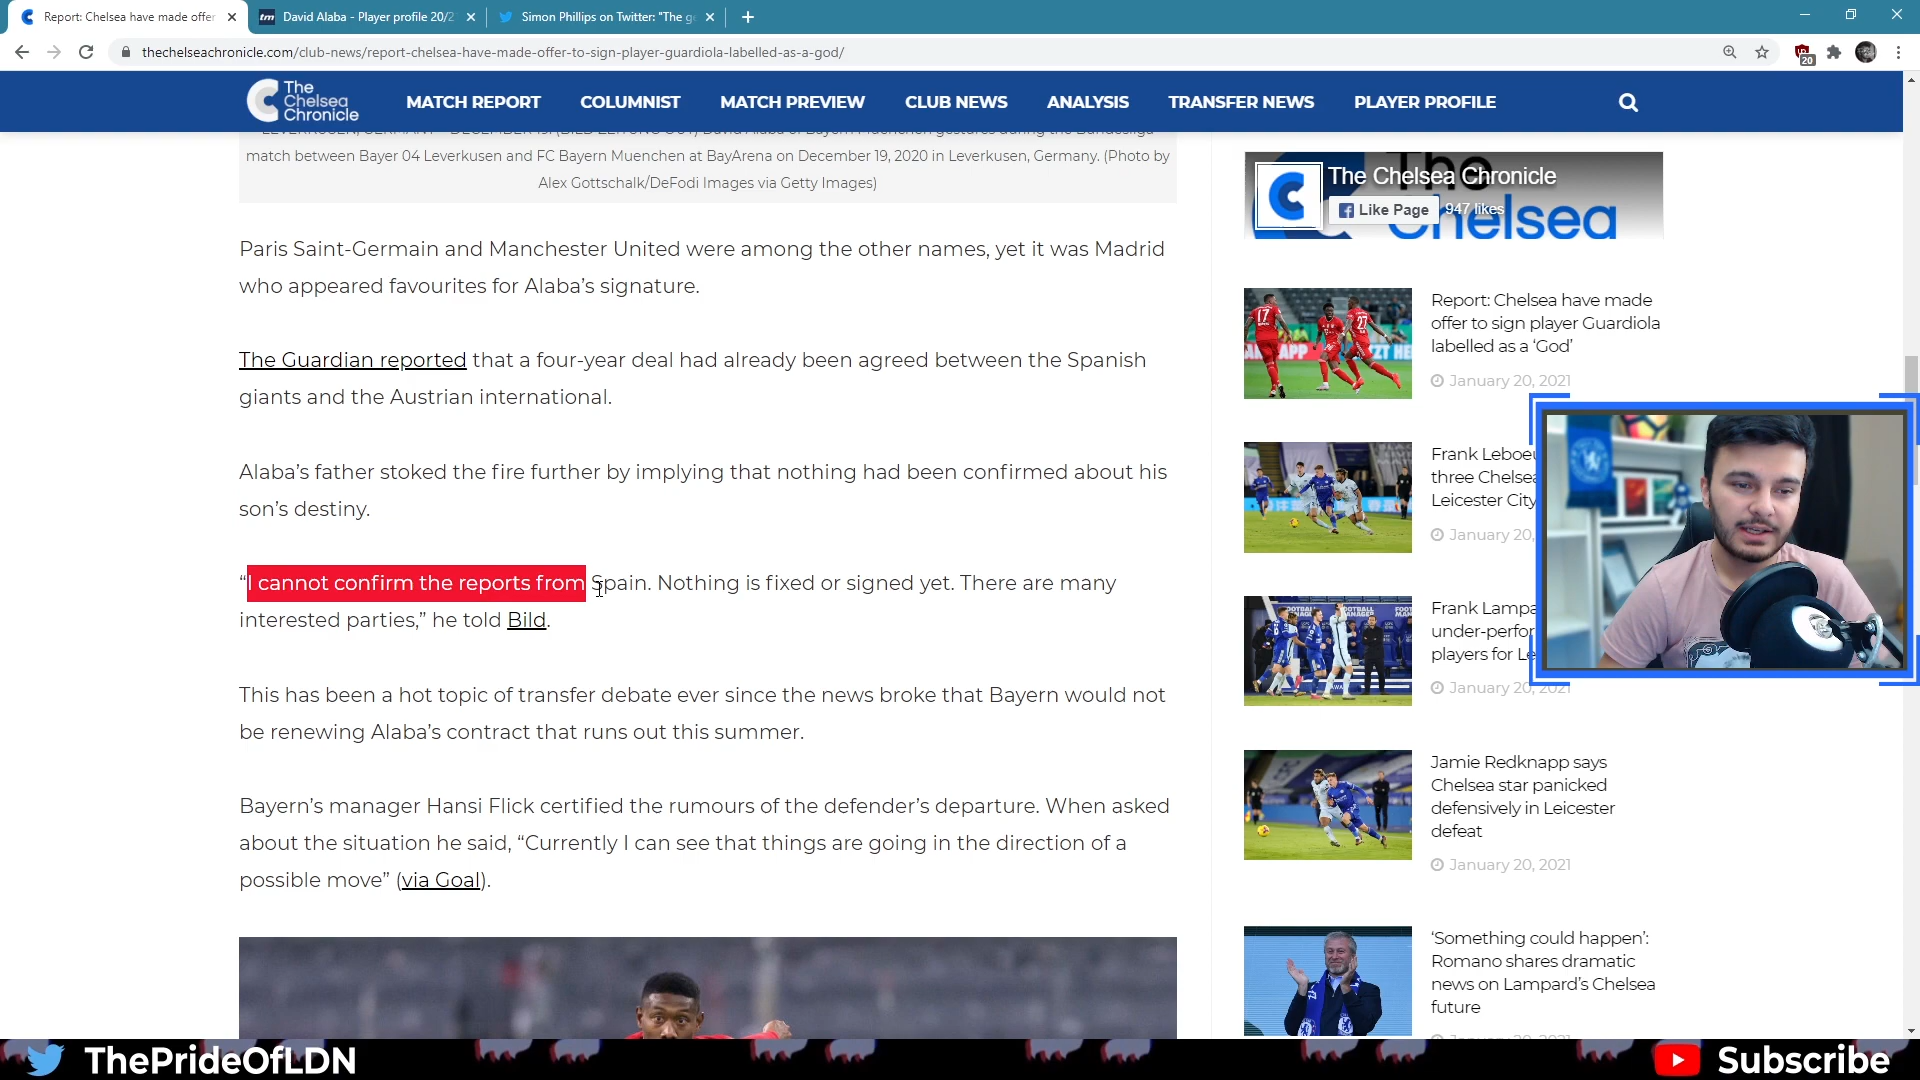 Report: Chelsea have made offer
David Alaba - Player profile 20/2
Simon Phillips on Twitter: "The g
thechelseachronicle.com/club-news/report-chelsea-have-made-offer-to-sign-player-guardiola-labelled-as-a-god/
20
The
Chelsea
Chronicle
MATCH REPORT
COLUMNIST
MATCH PREVIEW
CLUB NEWS
ANALYSIS
TRANSFER NEWS
PLAYER PROFILE
match between Bayer 04 Leverkusen and FC Bayern Muenchen at BayArena on December 19, 2020 in Leverkusen, Germany. (Photo by
Alex Gottschalk/DeFodi Images via Getty Images)
Paris Saint-Germain and Manchester United were among the other names, yet it was Madrid
who appeared favourites for Alaba’s signature.
The Guardian reported that a four-year deal had already been agreed between the Spanish
giants and the Austrian international.
Alaba’s father stoked the fire further by implying that nothing had been confirmed about his
son’s destiny.
“I cannot confirm the reports from Spain. Nothing is fixed or signed yet. There are many
interested parties,” he told Bild.
This has been a hot topic of transfer debate ever since the news broke that Bayern would not
be renewing Alaba’s contract that runs out this summer.
Bayern’s manager Hansi Flick certified the rumours of the defender’s departure. When asked
about the situation he said, “Currently I can see that things are going in the direction of a
possible move” (via Goal).
The Chelsea Chronicle
Like Page
947 likes
Report: Chelsea have made
offer to sign player Guardiola
labelled as a ‘God’
January 20, 2021
Frank Leboeu
three Chelsea
Leicester City
January 20,
Frank Lampa
under-perfor
players for Le
January 20, 2021
Jamie Redknapp says
Chelsea star panicked
defensively in Leicester
defeat
January 20, 2021
‘Something could happen’:
Romano shares dramatic
news on Lampard’s Chelsea
future
ThePrideOfLDN
Subscribe